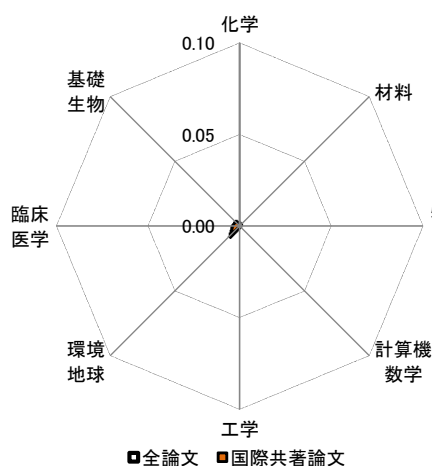 化学
0.10
基礎
生物
材料
0.05
臨床
医学
0.00
環境
地球
計算機
数学
工学
全論文 国際共著論文